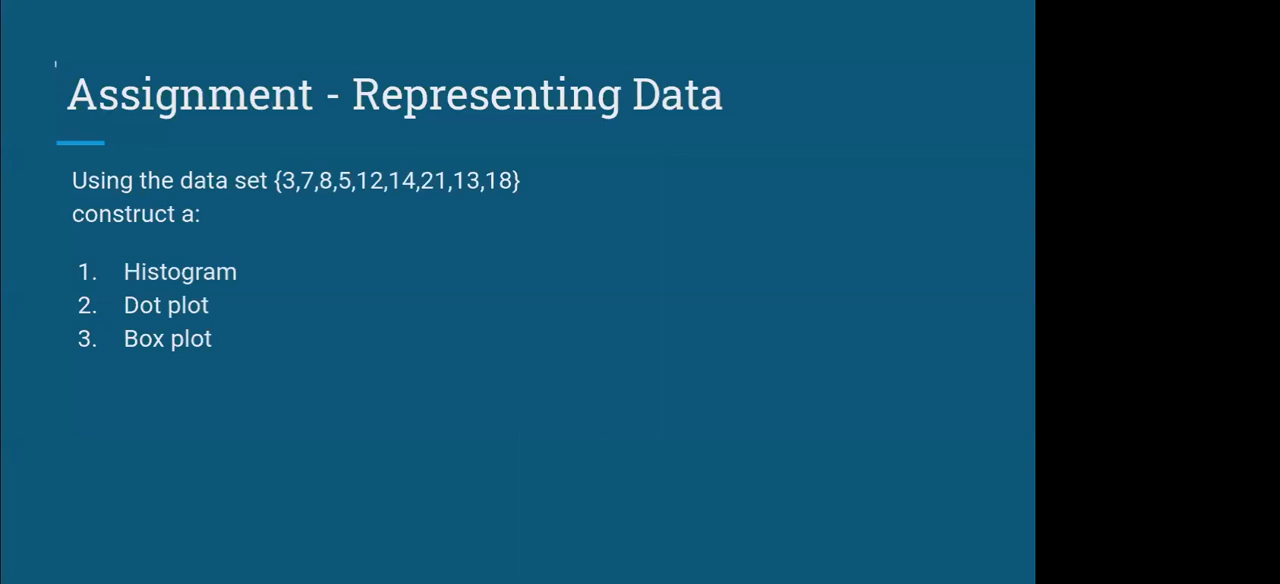 Assignment - Representing Data
Using the data set {3,7,8,5,12,14,21,13,18}
construct a:
1. Histogram
2. Dot plot
3. Box plot